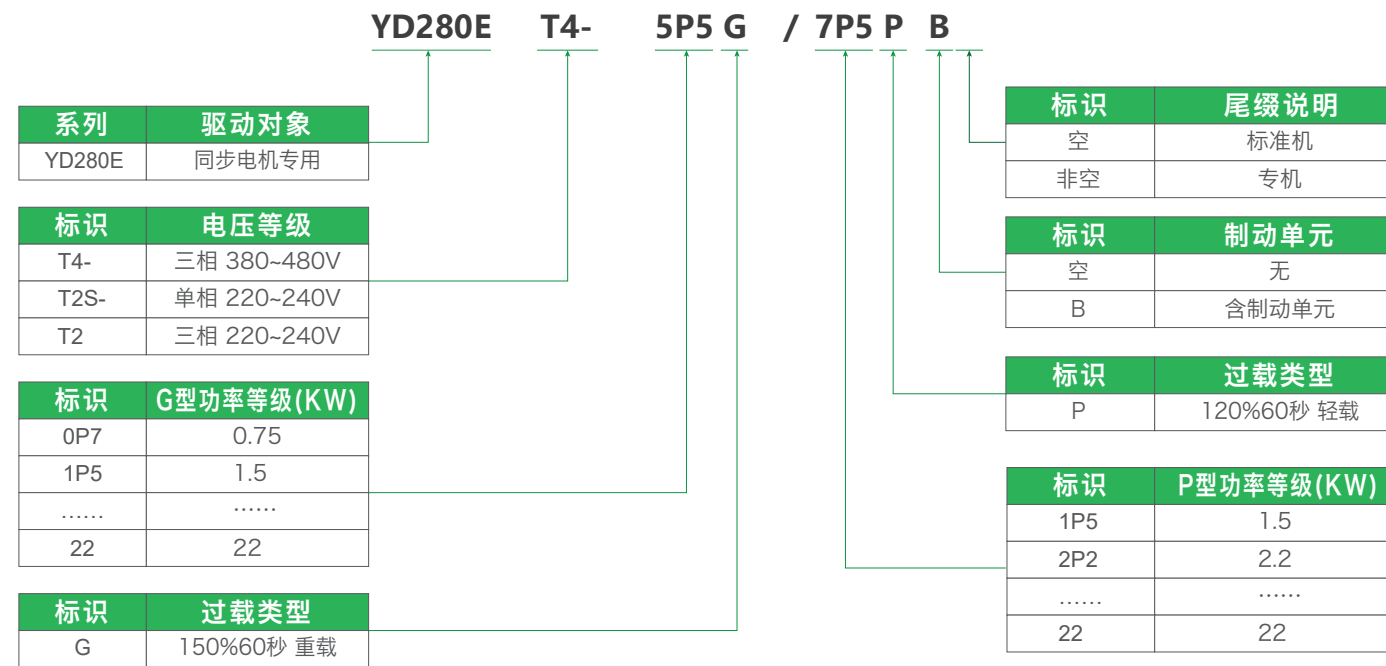 YD280E T4- 5P5 G / 7P5 P B
系列 驱动对象
YD280E 同步电机专用
标识 电压等级
T4- 三相 380~480V
T2S- 单相 220~240V
T2 三相 220~240V
标识 G型功率等级(KW)
0P7 0.75
1P5 1.5
...... ······
22 22
标识 过载类型
G 150%60秒 重载
标识 尾缀说明
空 标准机
非空 专机
标识 制动单元
空 无
B 含制动单元
标识 过载类型
P 120%60秒 轻载
标识 P型功率等级(KW)
1P5 1.5
2P2 2.2
...... ······
22 22